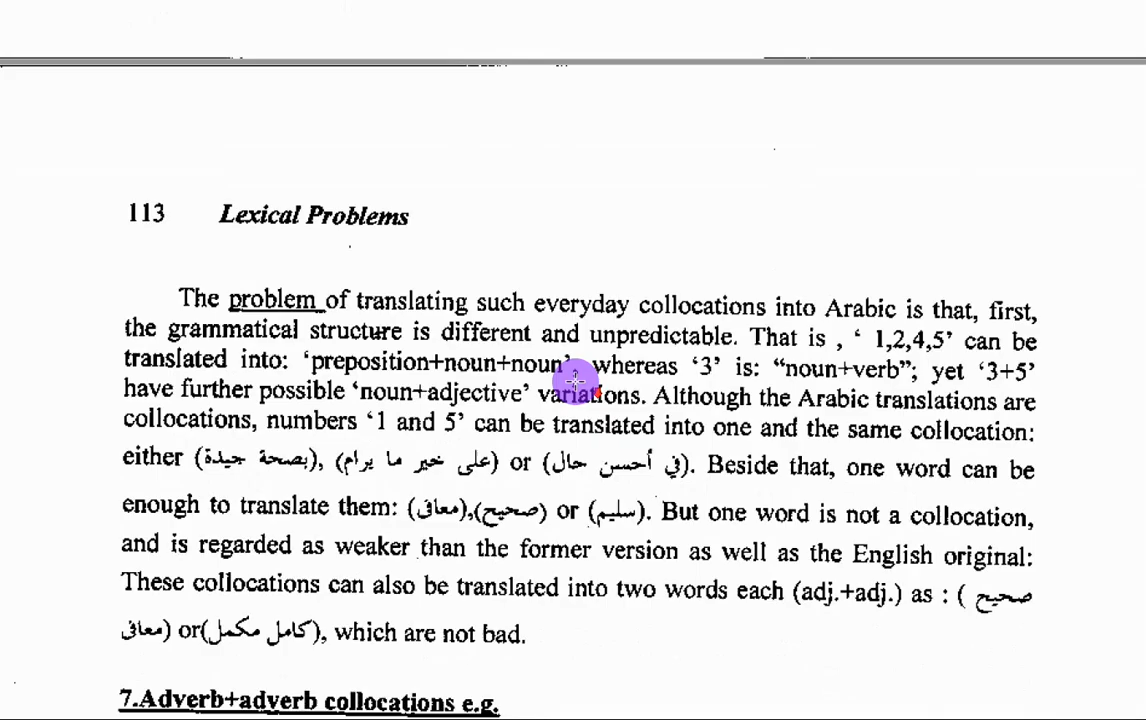 113 Lexical Problems
The problem of translating such everyday collocations into Arabic is that, first,
the grammatical structure is different and unpredictable. That is , ‘ 1,2,4,5’ can be
translated into: ‘preposition+noun+noun’, whereas ‘3’ is: “noun+verb”; yet ‘3+5’
have further possible ‘noun+adjective’ variations. Although the Arabic translations are
collocations, numbers ‘1 and 5’ can be translated into one and the same collocation:
either (بصحة جيدة), (على خير ما يرام) or (في أحسن حال). Beside that, one word can be
enough to translate them: (معافى),(صحيح) or (سليم). But one word is not a collocation,
and is regarded as weaker than the former version as well as the English original:
These collocations can also be translated into two words each (adj.+adj.) as : ( صحيح
معافى) or(كامل مكمل), which are not bad.
7.Adverb+adverb collocations e.g.